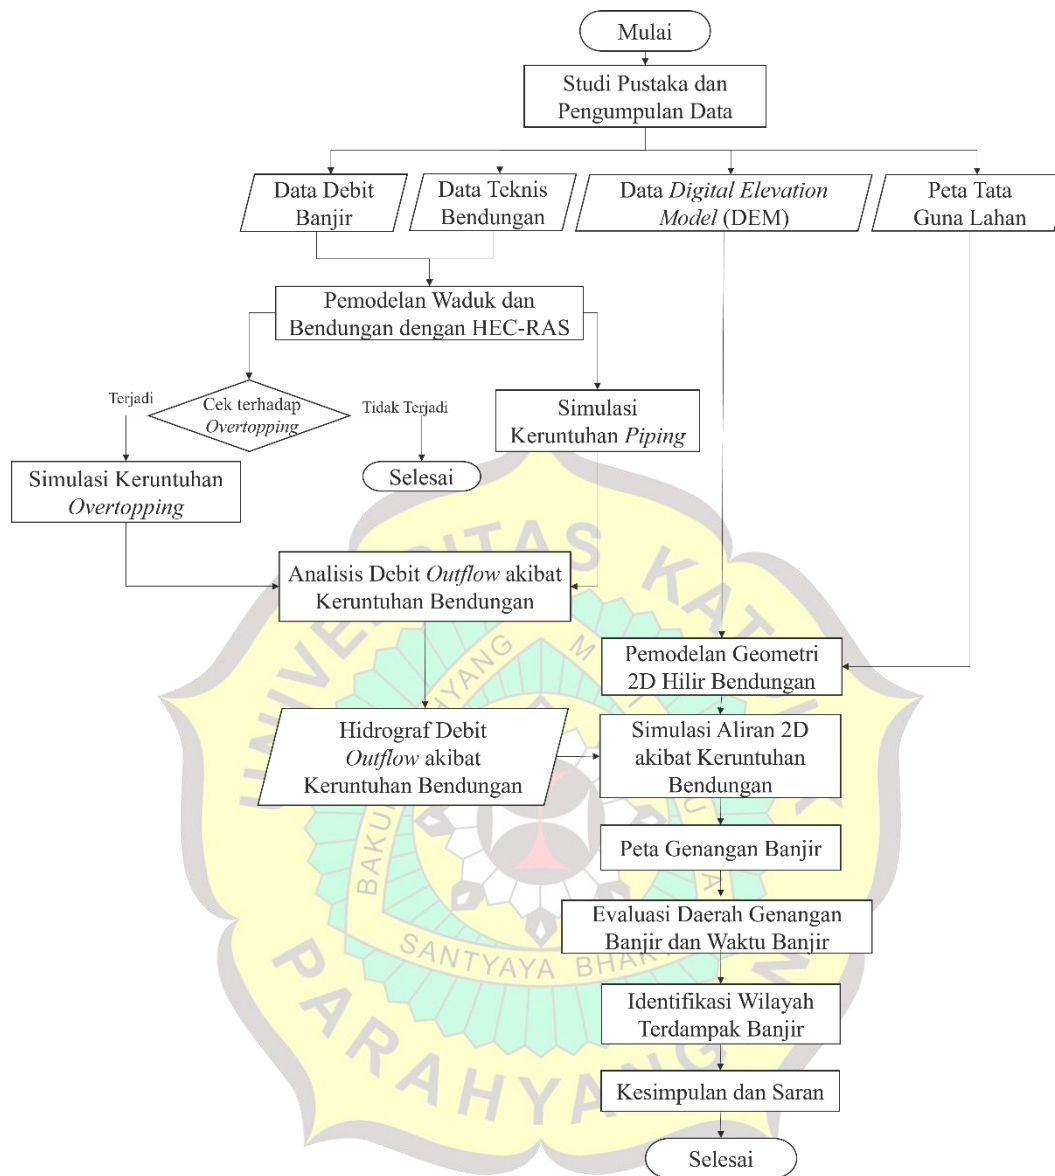 Mulai
Studi Pustaka dan
Pengumpulan Data
Data Debit
Banjir
Data Teknis
Bendungan
Data Digital Elevation
Model (DEM)
Peta Tata
Guna Lahan
Pemodelan Waduk dan
Bendungan dengan HEC-RAS
Terjadi
Cek terhadap
Overtopping
Tidak Terjadi
Simulasi
Keruntuhan Piping
Simulasi Keruntuhan
Overtopping
Selesai
Analisis Debit Outflow akibat
Keruntuhan Bendungan
Pemodelan Geometri
2D Hilir Bendungan
Hidrograf Debit
Outflow akibat
Keruntuhan Bendungan
Simulasi Aliran 2D
akibat Keruntuhan
Bendungan
Peta Genangan Banjir
Evaluasi Daerah Genangan
Banjir dan Waktu Banjir
Identifikasi Wilayah
Terdampak Banjir
Kesimpulan dan Saran
Selesai
PARAHYANGAN
SANTYAYA